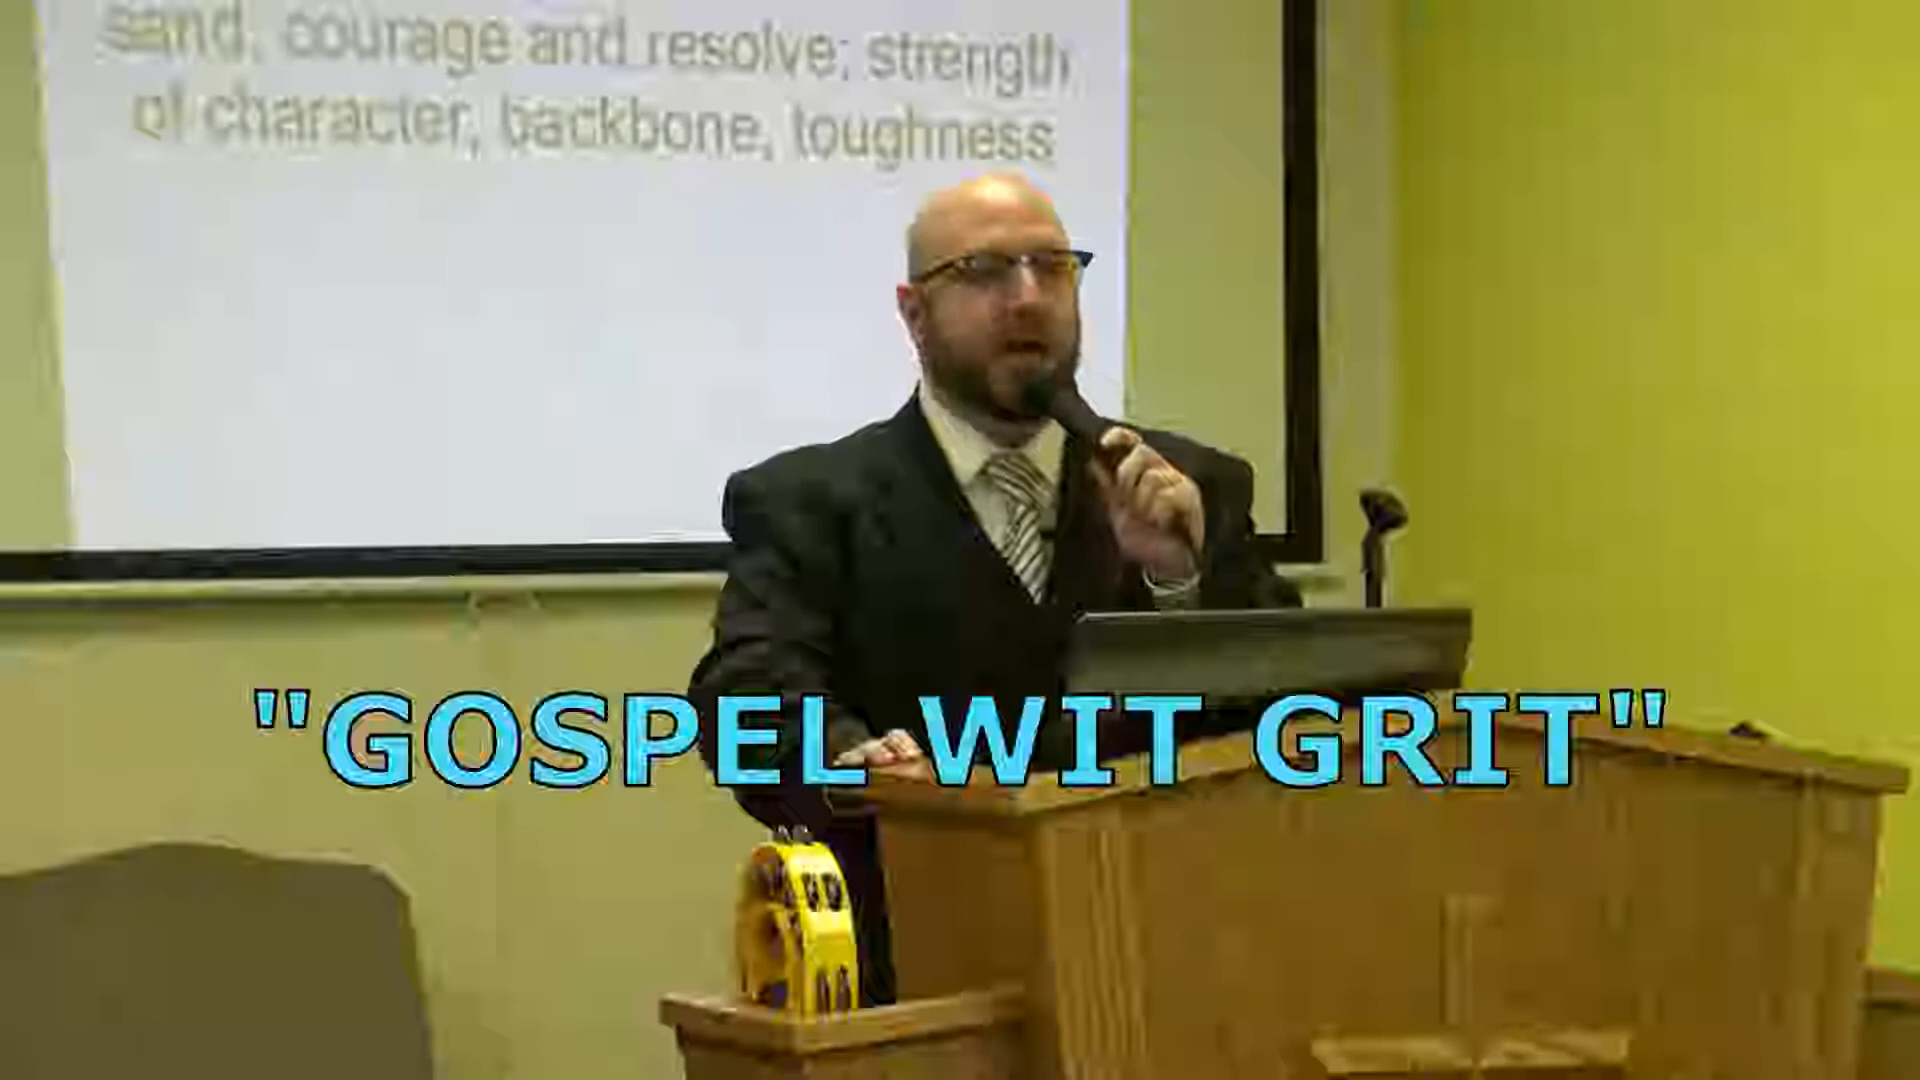 sand, courage and resolve; strength
of character, backbone, toughness
"GOSPEL WIT GRIT"